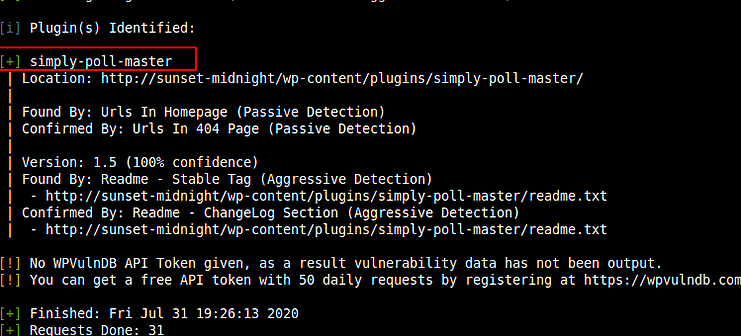 [i] Plugin(s) Identified:
[+] simply-poll-master
| Location: http://sunset-midnight/wp-content/plugins/simply-poll-master/
|
| Found By: Urls In Homepage (Passive Detection)
| Confirmed By: Urls In 404 Page (Passive Detection)
|
| Version: 1.5 (100% confidence)
| Found By: Readme - Stable Tag (Aggressive Detection)
|  - http://sunset-midnight/wp-content/plugins/simply-poll-master/readme.txt
| Confirmed By: Readme - ChangeLog Section (Aggressive Detection)
|  - http://sunset-midnight/wp-content/plugins/simply-poll-master/readme.txt
[!] No WPVulnDB API Token given, as a result vulnerability data has not been output.
[!] You can get a free API token with 50 daily requests by registering at https://wpvulndb.com
[+] Finished: Fri Jul 31 19:26:13 2020
[+] Requests Done: 31